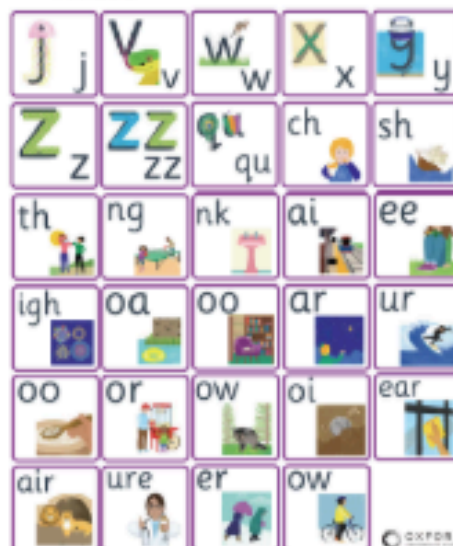 j j v v w w x x y y
z z zz zz qu qu ch sh
th ng nk ai ee
igh oa oo ar ur
oo or ow oi ear
air ure er ow
OXFOR